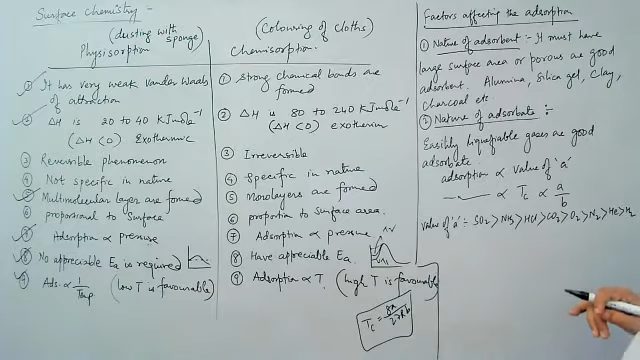 Surface Chemistry :-
(dusting with sponge)
Physisorption
① It has very weak Vander Waals of attraction
② ΔH is 20 to 40 KJmole⁻¹
(ΔH<0) Exothermic
③ Reversible phenomenon
④ Not specific in nature
⑤ Multimolecular layer are formed
⑥ proportional to Surface
⑦ Adsorption ∝ pressure
⑧ No appreciable Ea is required
⑨ Ads. ∝ 1/Temp (low T is favourable)
(Colouring of cloths)
Chemisorption.
① strong chemical bonds are formed
② ΔH is 80 to 240 KJmole⁻¹
(ΔH<0) exothermic
③ Irreversible
④ Specific in nature
⑤ Monolayers are formed
⑥ proportion to Surface area.
⑦ Adsorption ∝ pressure
⑧ Have appreciable Ea.
⑨ Adsorption ∝ T. (high T is favourable)
Tc = 8a/27Rb
Factors affecting the adsorption
① Nature of adsorbent :- It must have
large surface area or porous are good
adsorbent. Alumina, Silica gel, Clay,
charcoal etc.
② Nature of adsorbate :-
Easihly liquifiable gases are good
adsorbate.
adsorption ∝ value of 'a'
∝ Tc ∝ a/b
value of 'a' = SO₂>NH₃>HCl>CO₂>O₂>N₂>He>H₂